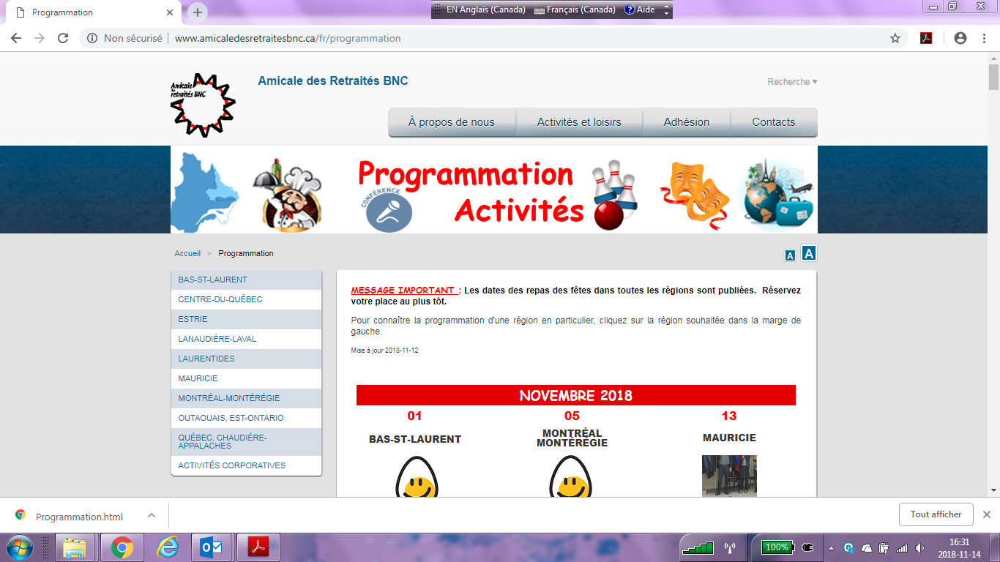 Programmation
EN Anglais (Canada) Français (Canada) ? Aide
Non sécurisé | www.amicaledesretraitesbnc.ca/fr/programmation
Amicale
des
retraités BNC
Amicale des Retraités BNC
Recherche
À propos de nous
Activités et loisirs
Adhésion
Contacts
Programmation
CONFÉRENCE
Activités
Accueil > Programmation
A A
BAS-ST-LAURENT
CENTRE-DU-QUÉBEC
ESTRIE
LANAUDIÈRE-LAVAL
LAURENTIDES
MAURICIE
MONTRÉAL-MONTÉRÉGIE
OUTAOUAIS, EST-ONTARIO
QUÉBEC, CHAUDIÈRE-
APPALACHES
ACTIVITÉS CORPORATIVES
MESSAGE IMPORTANT : Les dates des repas des fêtes dans toutes les régions sont publiées. Réservez
votre place au plus tôt.
Pour connaître la programmation d'une région en particulier, cliquez sur la région souhaitée dans la marge de
gauche.
Mise à jour 2018-11-12
NOVEMBRE 2018
01
BAS-ST-LAURENT
05
MONTRÉAL
MONTÉRÉGIE
13
MAURICIE
Programmation.html
Tout afficher
100%
16:31
2018-11-14